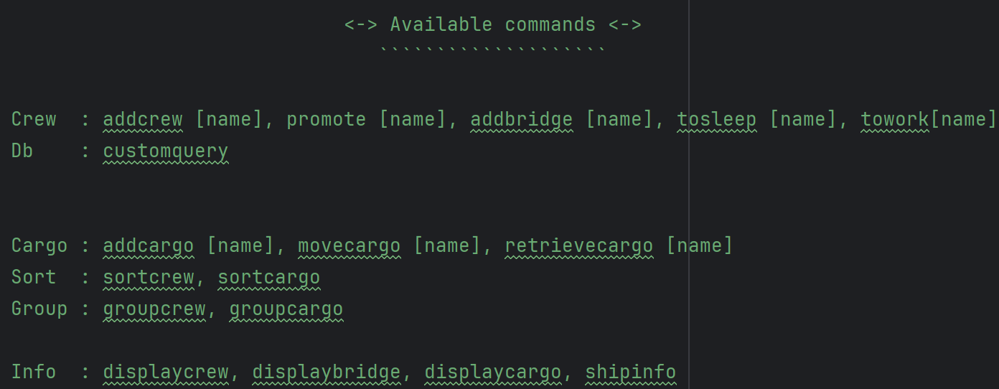 <-> Available commands <->
````````````````````
Crew  : addcrew [name], promote [name], addbridge [name], tosleep [name], towork[name]
Db    : customquery
Cargo : addcargo [name], movecargo [name], retrievecargo [name]
Sort  : sortcrew, sortcargo
Group : groupcrew, groupcargo
Info  : displaycrew, displaybridge, displaycargo, shipinfo